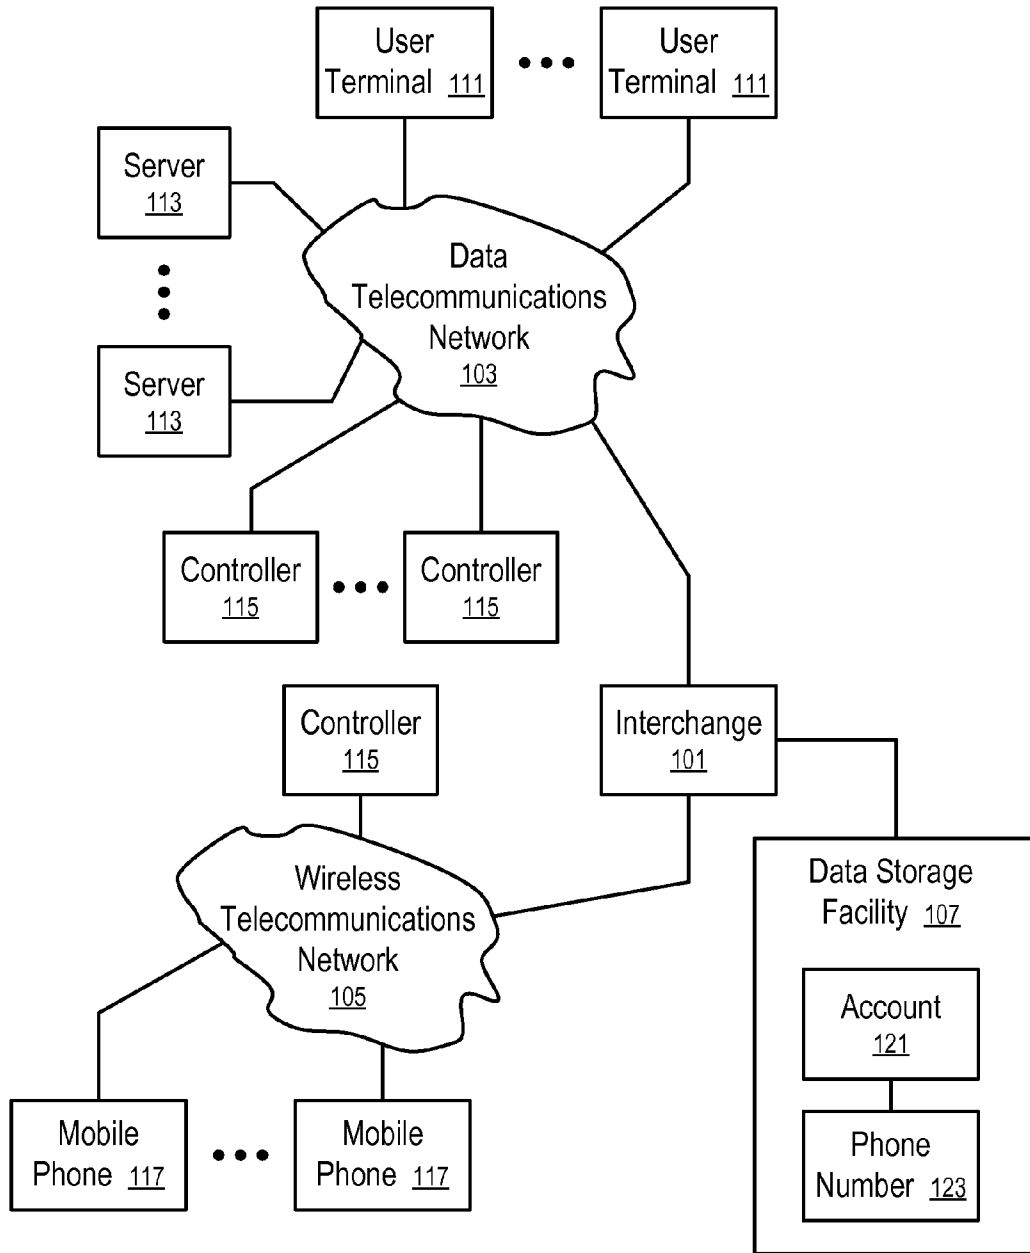 User
Terminal 111
User
Terminal 111
Server
113
Data
Telecommunications
Network
103
Server
113
Controller
115
Controller
115
Controller
115
Interchange
101
Wireless
Telecommunications
Network
105
Data Storage
Facility 107
Account
121
Phone
Number 123
Mobile
Phone 117
Mobile
Phone 117